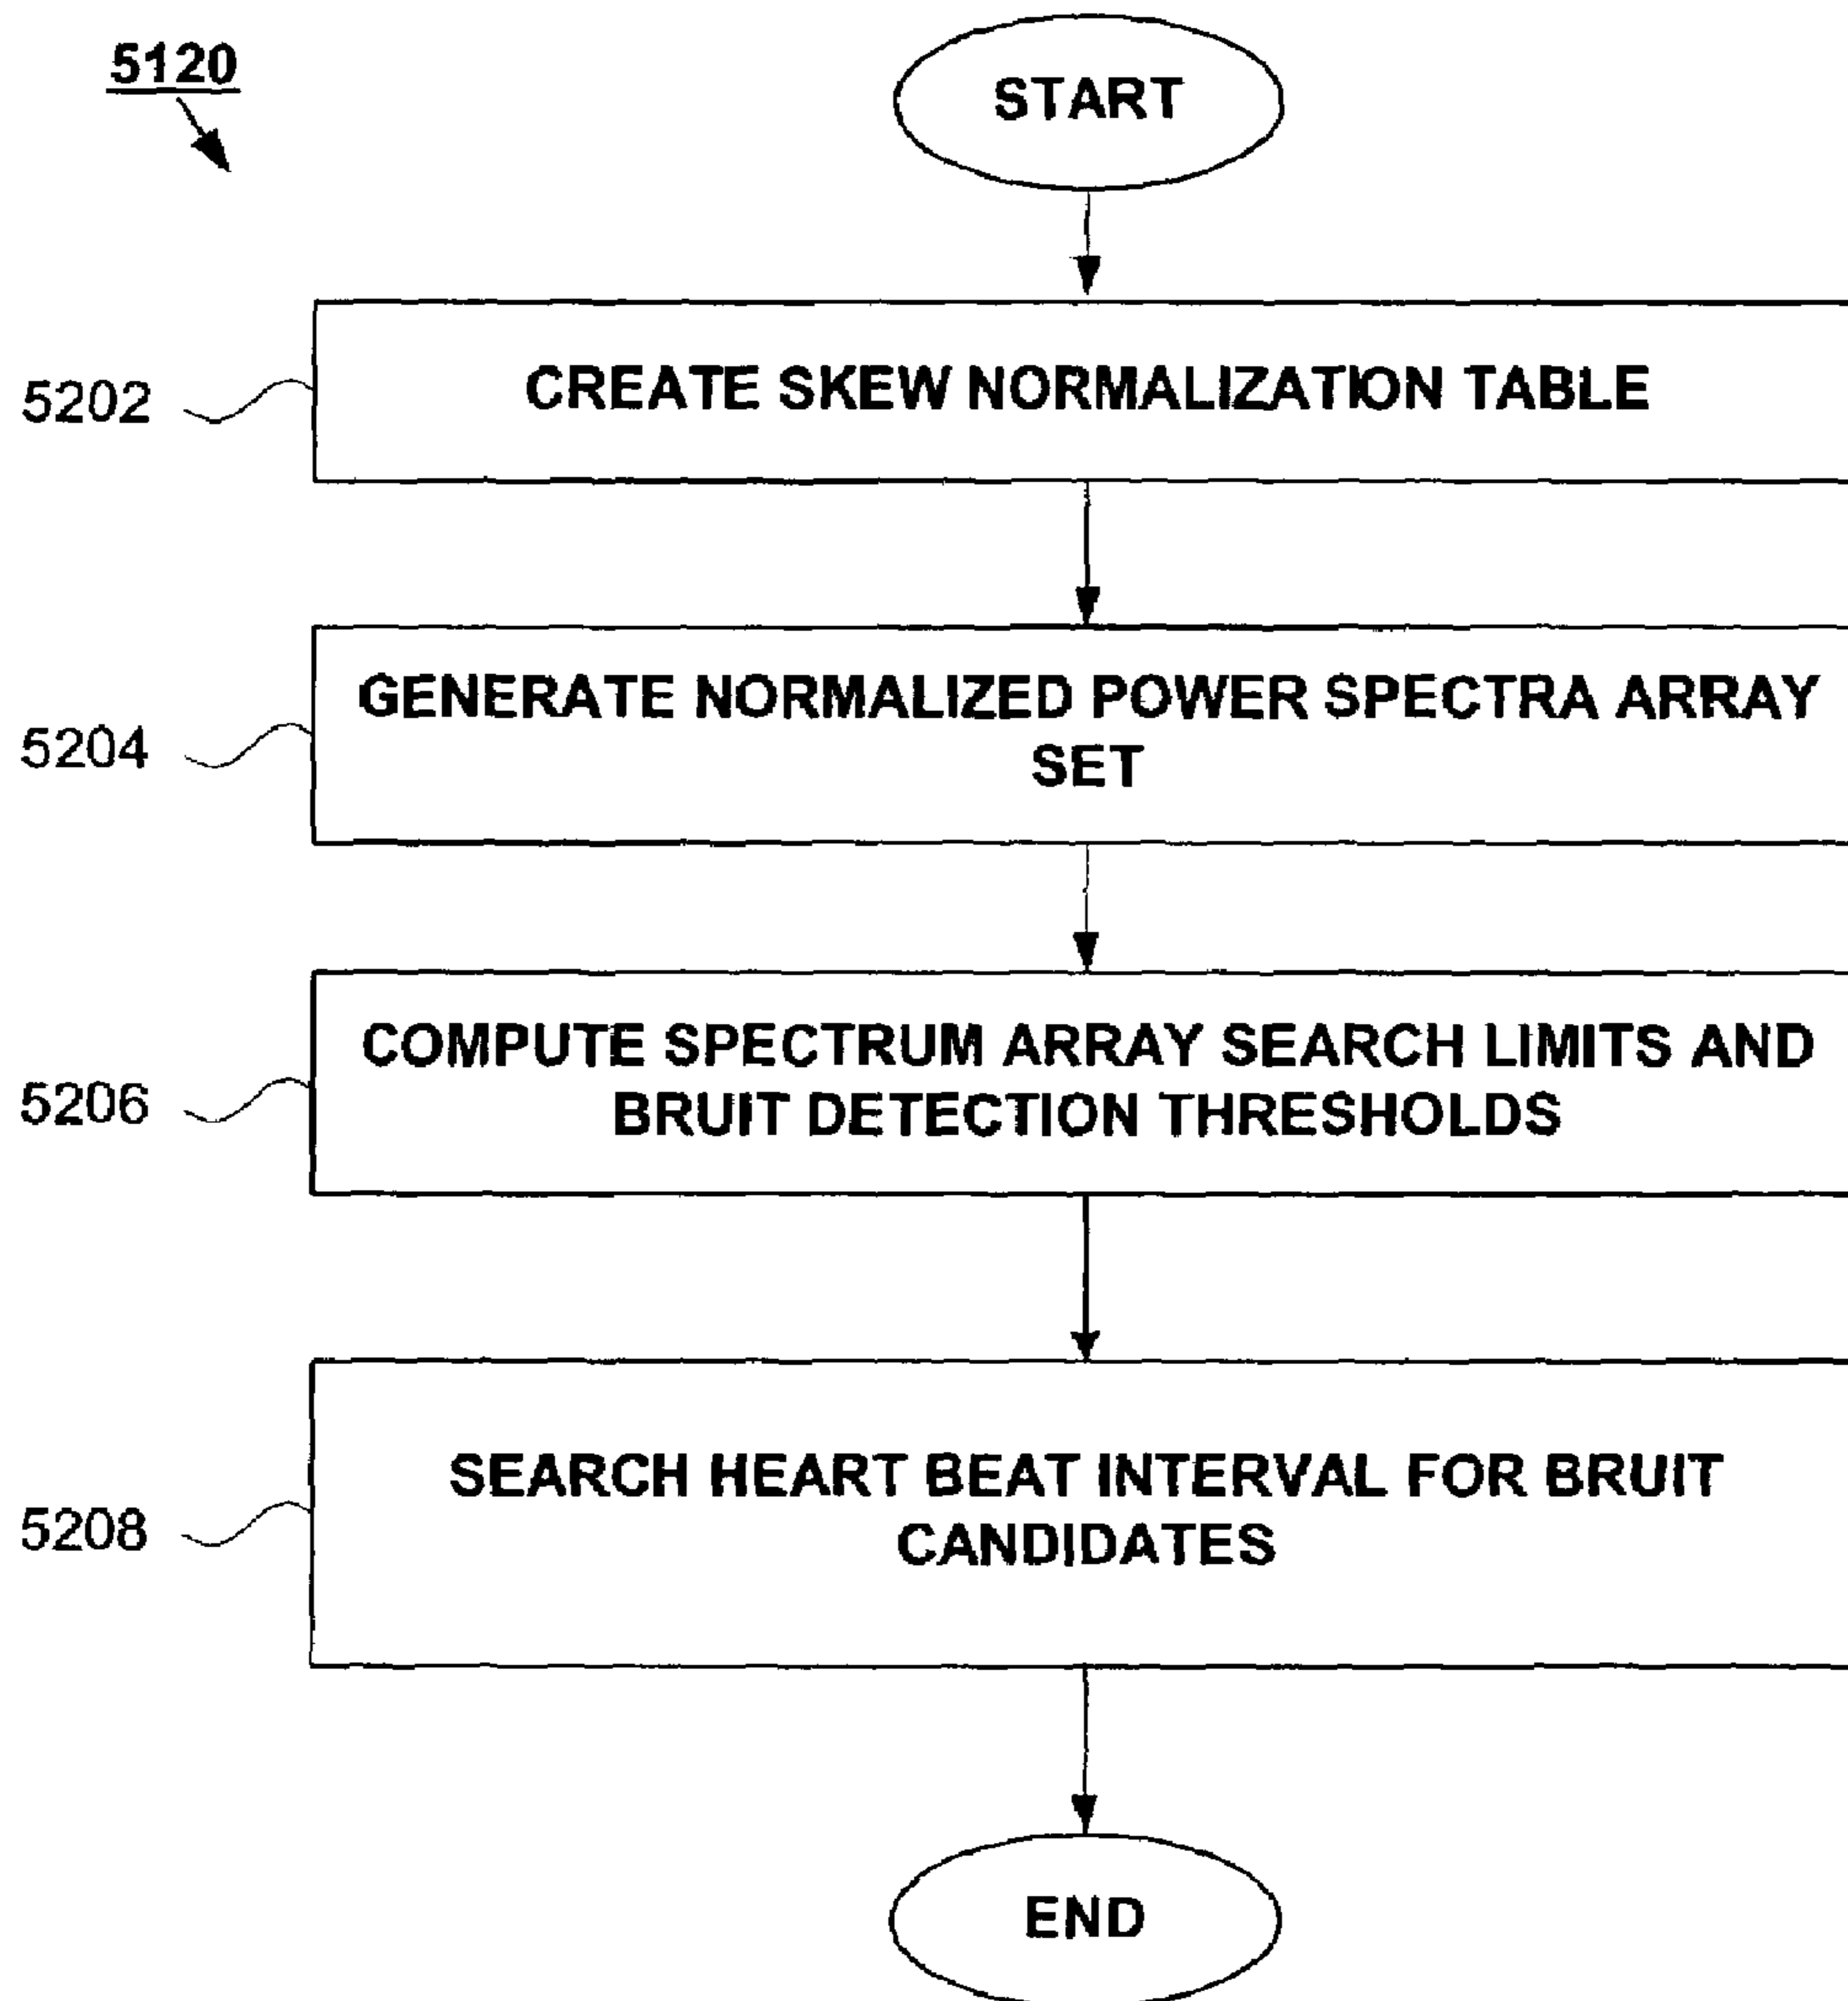 5120
START
5202
CREATE SKEW NORMALIZATION TABLE
5204
GENERATE NORMALIZED POWER SPECTRA ARRAY
SET
5206
COMPUTE SPECTRUM ARRAY SEARCH LIMITS AND
BRUIT DETECTION THRESHOLDS
5208
SEARCH HEART BEAT INTERVAL FOR BRUIT
CANDIDATES
END